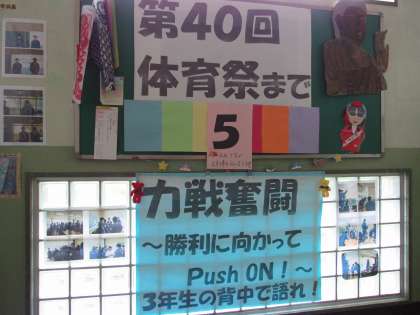 第40回
体育祭まで
5
力戦奮闘
～勝利に向かって
Push ON！～
3年生の背中で語れ！